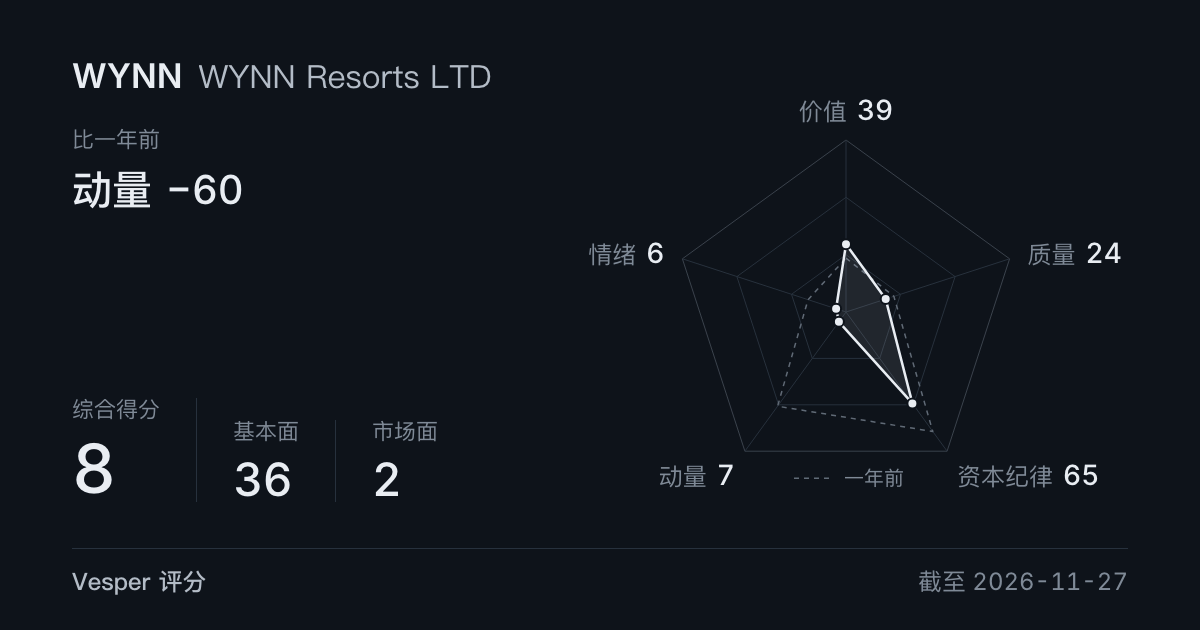 WYNN WYNN Resorts LTD
比一年前
动量 −60
价值 39
情绪 6
质量 24
综合得分
8
基本面
36
市场面
2
动量 7
一年前
资本纪律 65
Vesper 评分
截至 2026-11-27